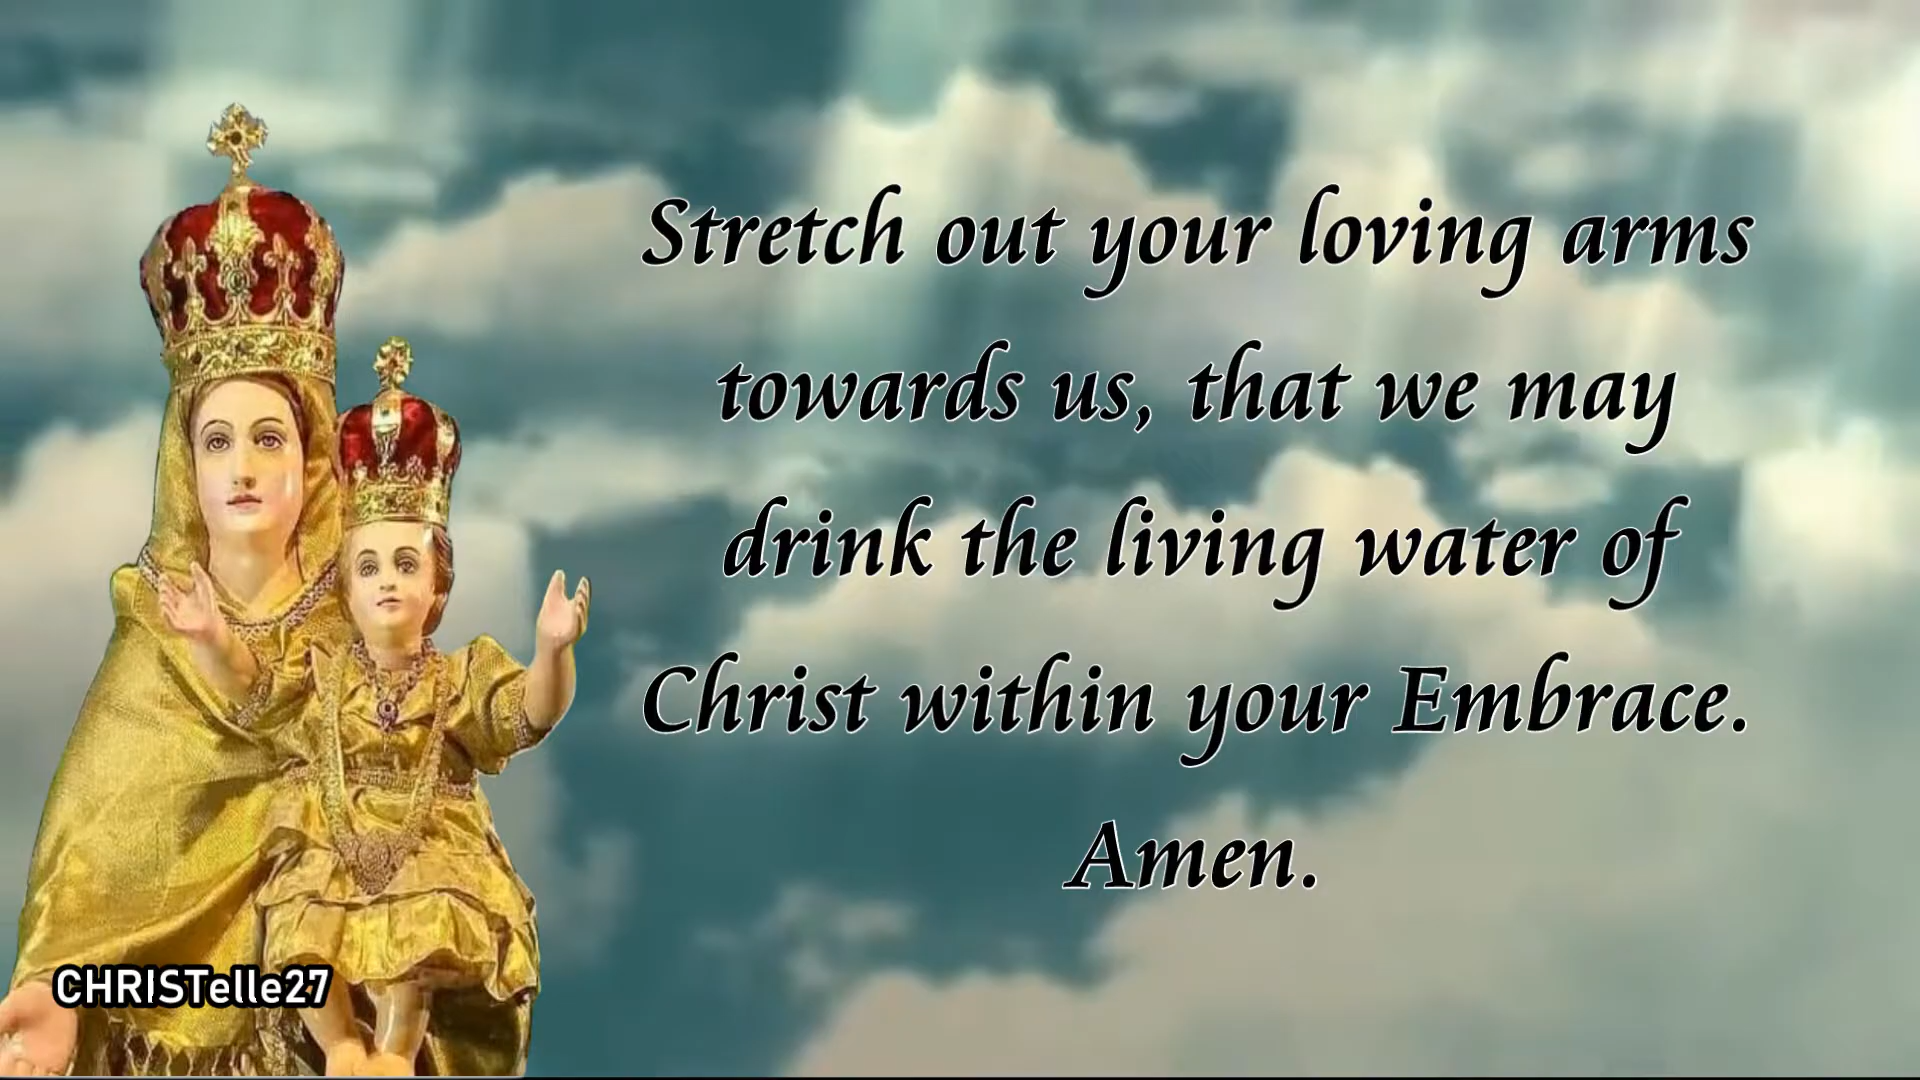 Stretch out your loving arms
towards us, that we may
drink the living water of
Christ within your Embrace.
Amen.
CHRISTelle27